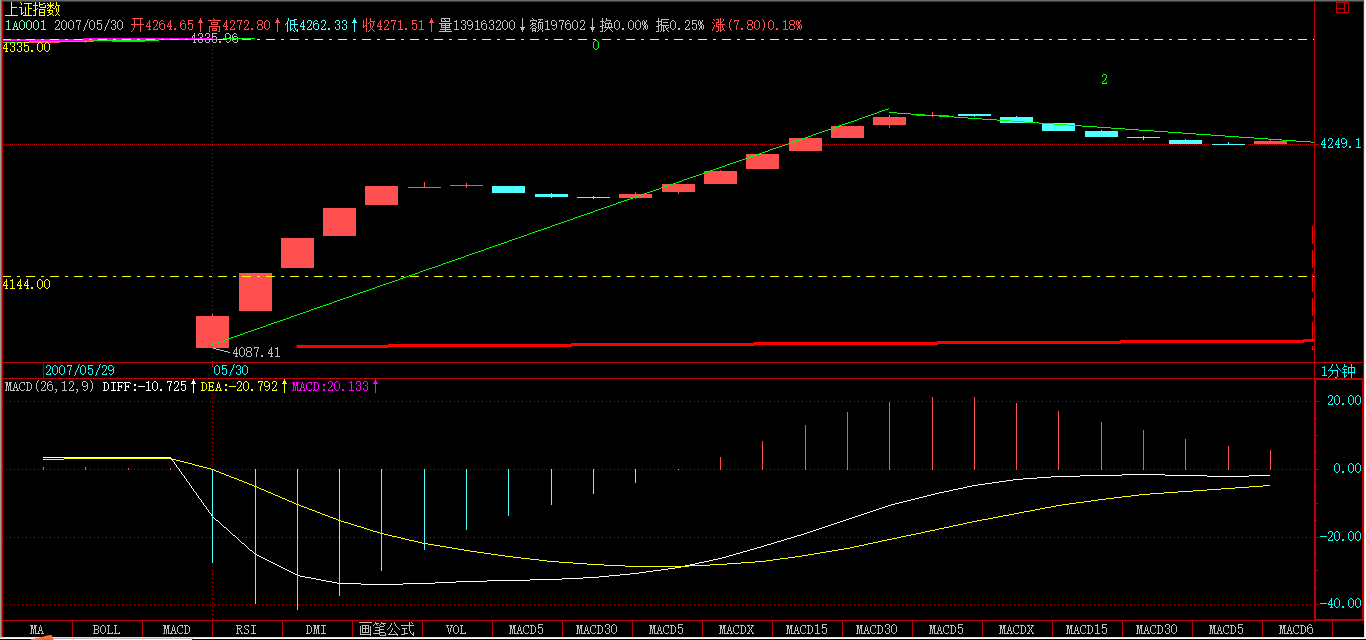 上证指数
1A0001 2007/05/30 开4264.65↑高4272.80↑低4262.33↑收4271.51↑量139163200↓额197602↓换0.00% 振0.25% 涨(7.80)0.18%
4335.00
4335.96
0
2
4249.1
4144.00
4087.41
2007/05/29 05/30 1分钟
MACD(26,12,9) DIFF:-10.725↑DEA:-20.792↑MACD:20.133↑
20.00
0.00
-20.00
-40.00
MA BOLL MACD RSI DMI 画笔公式 VOL MACD5 MACD30 MACD5 MACDX MACD15 MACD30 MACD5 MACDX MACD15 MACD30 MACD5 MACD6